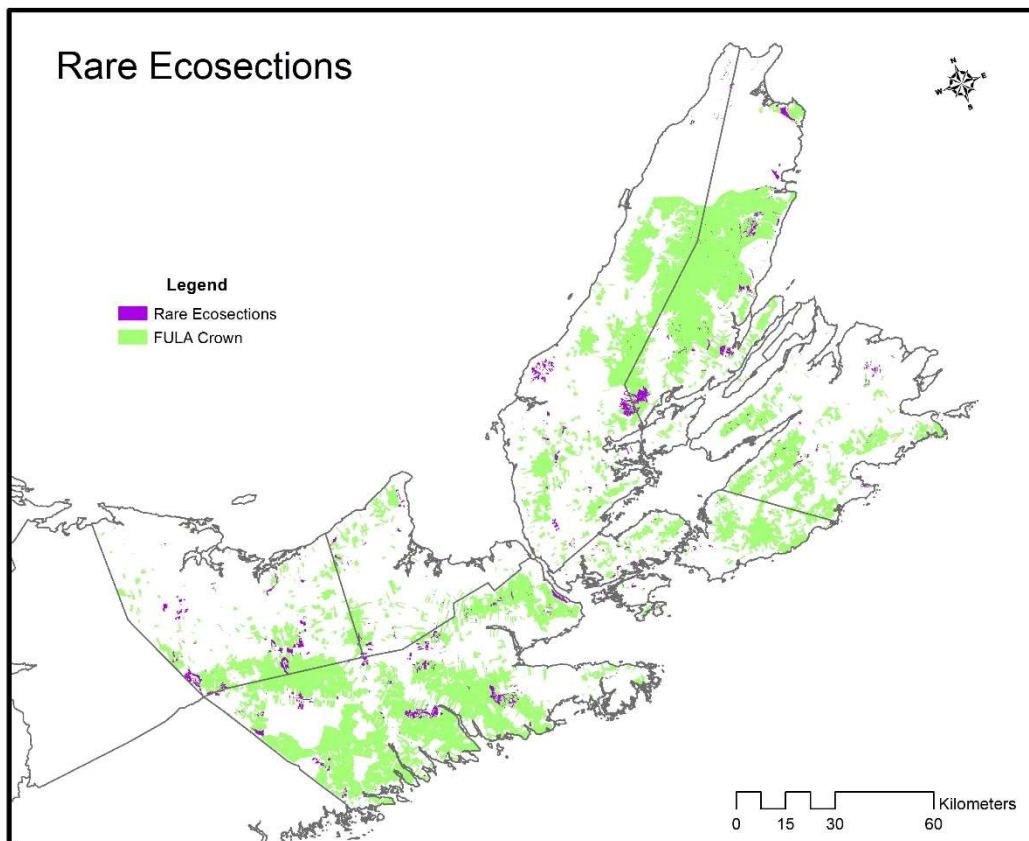 Rare Ecosections
N
W E
S
Legend
Rare Ecosections
FULA Crown
Kilometers
0 15 30 60